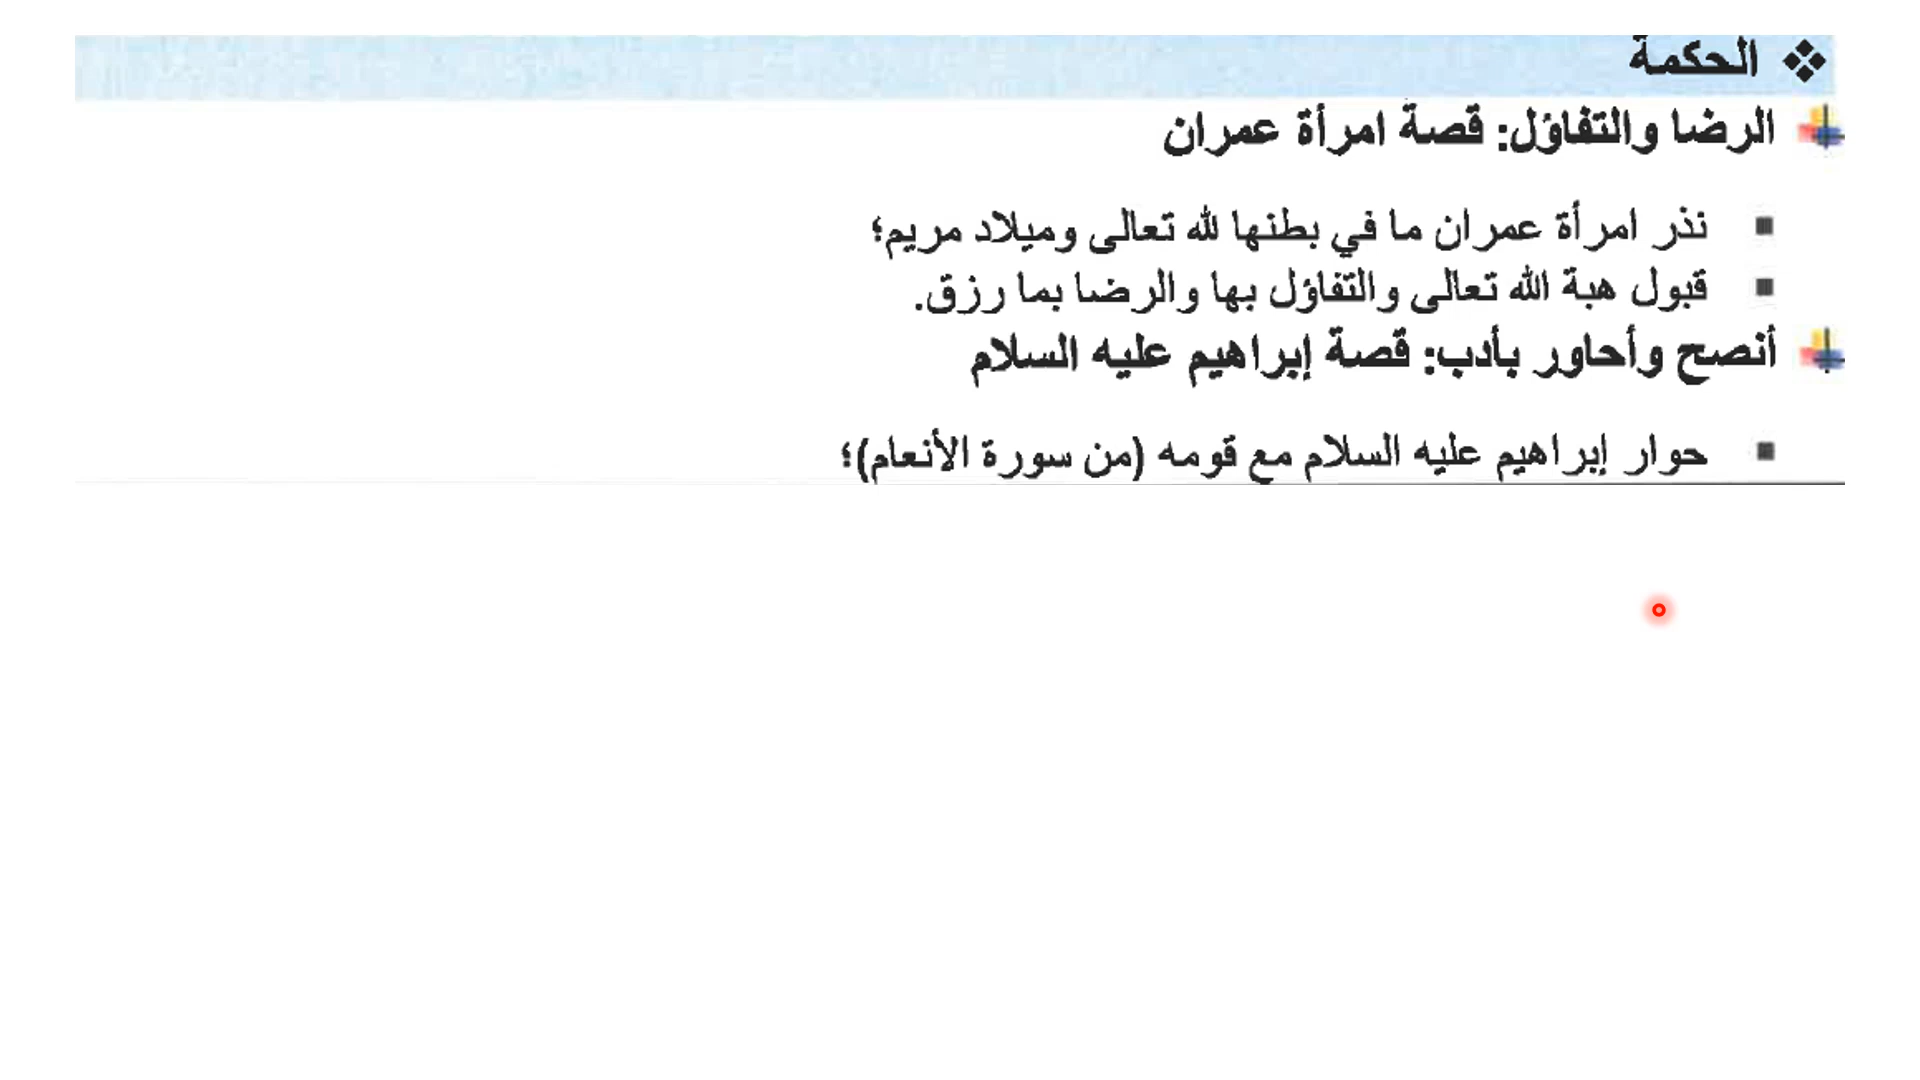 ❖ الحكمة
الرضا والتفاؤل: قصة امرأة عمران
▪ نذر امرأة عمران ما في بطنها لله تعالى وميلاد مريم؛
▪ قبول هبة الله تعالى والتفاؤل بها والرضا بما رزق.
أنصح وأحاور بأدب: قصة إبراهيم عليه السلام
▪ حوار إبراهيم عليه السلام مع قومه (من سورة الأنعام)؛